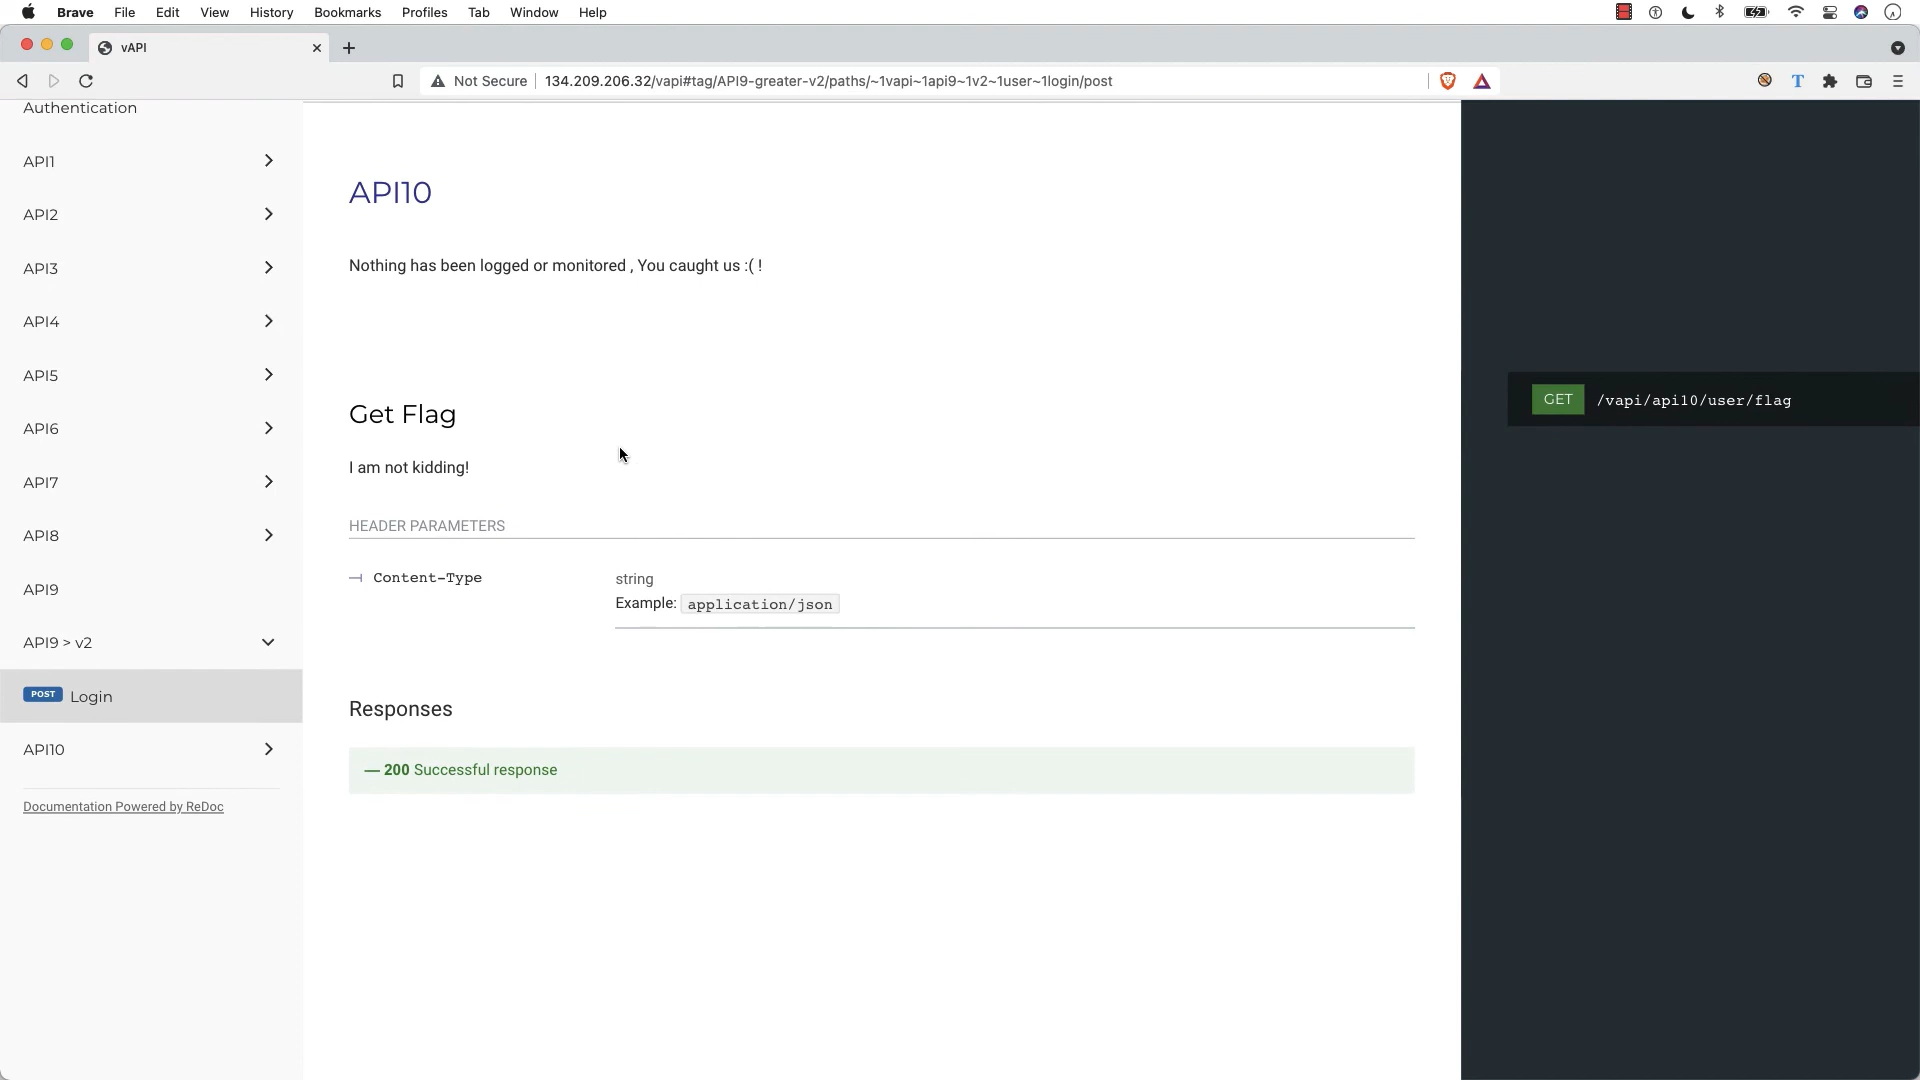 Brave File Edit View History Bookmarks Profiles Tab Window Help
vAPI
Not Secure 134.209.206.32/vapi#tag/API9-greater-v2/paths/~1vapi~1api9~1v2~1user~1login/post
Authentication
API1
API2
API3
API4
API5
API6
API7
API8
API9
API9 > v2
POST Login
API10
Documentation Powered by ReDoc
API10
Nothing has been logged or monitored , You caught us :( !
Get Flag
I am not kidding!
HEADER PARAMETERS
Content-Type
string
Example: application/json
Responses
— 200 Successful response
GET /vapi/api10/user/flag